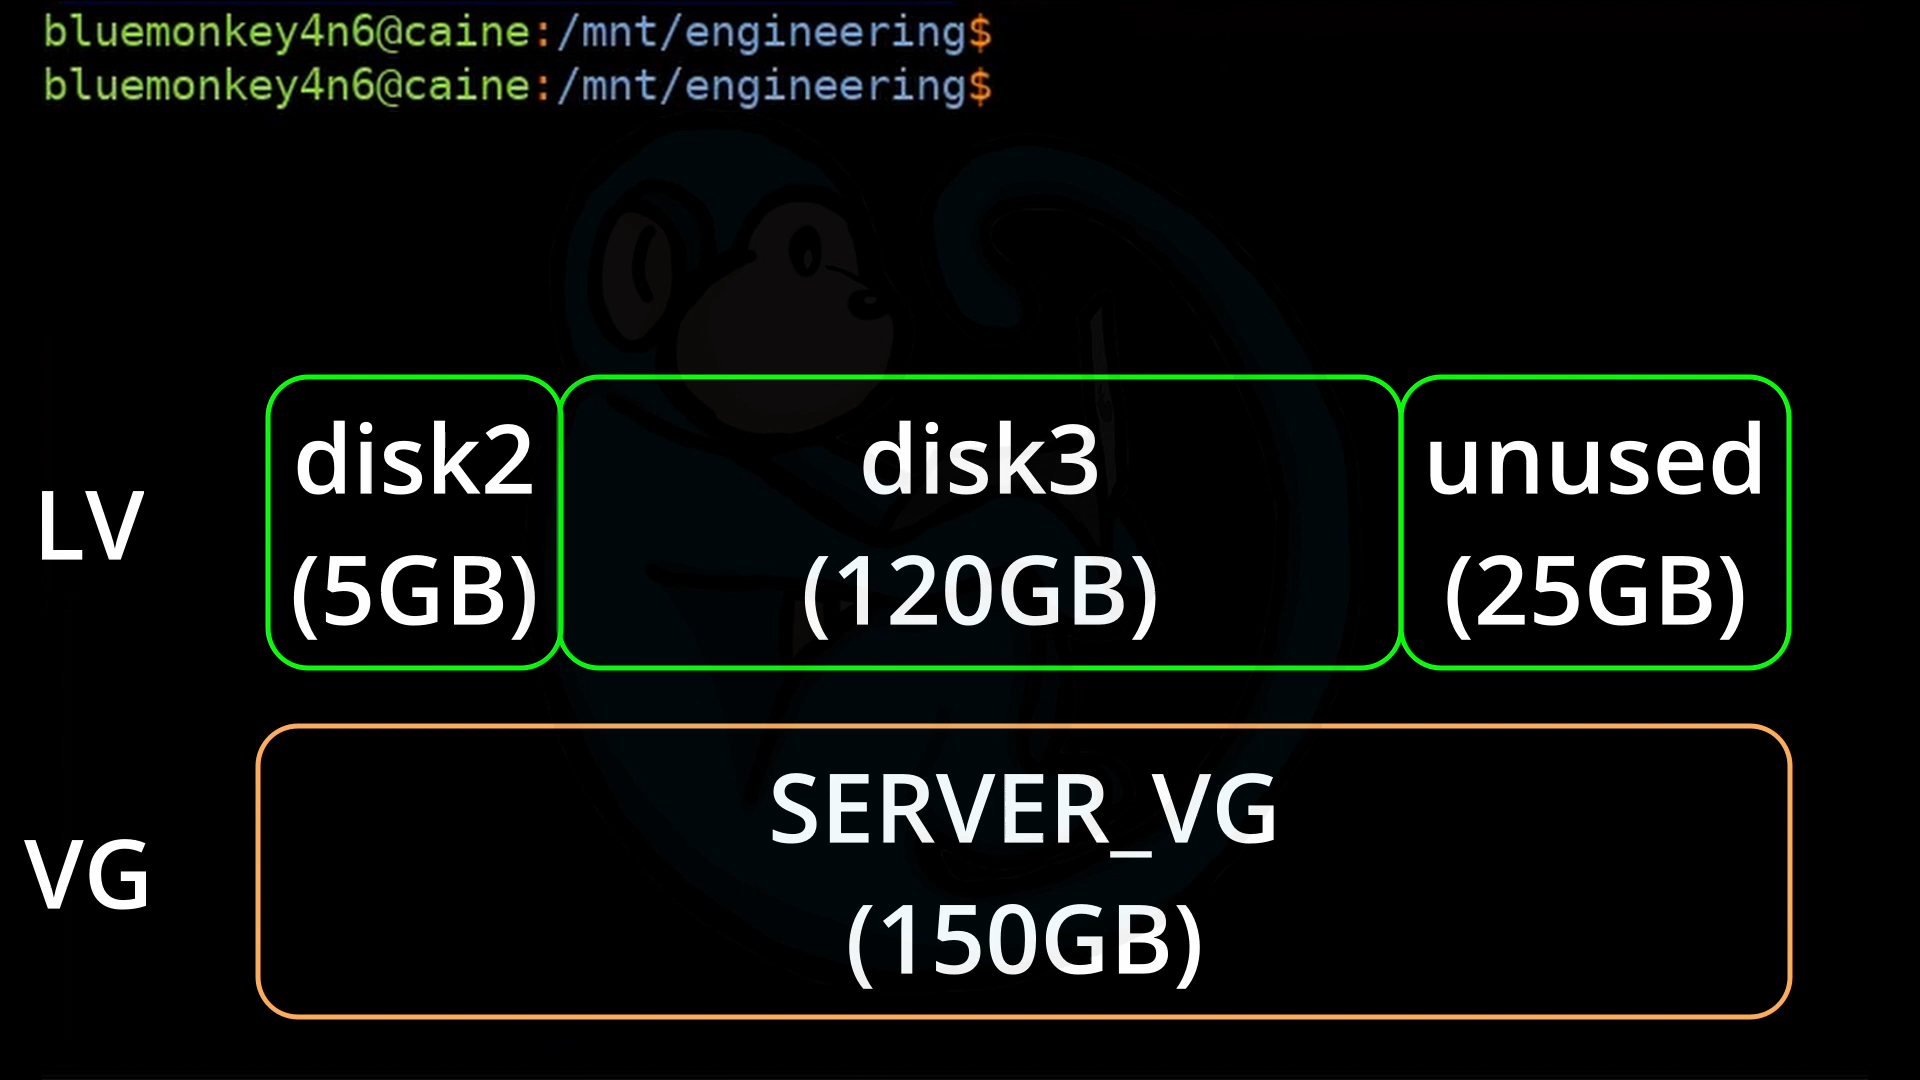 bluemonkey4n6@caine:/mnt/engineering$
bluemonkey4n6@caine:/mnt/engineering$
LV
disk2
(5GB)
disk3
(120GB)
unused
(25GB)
VG
SERVER_VG
(150GB)